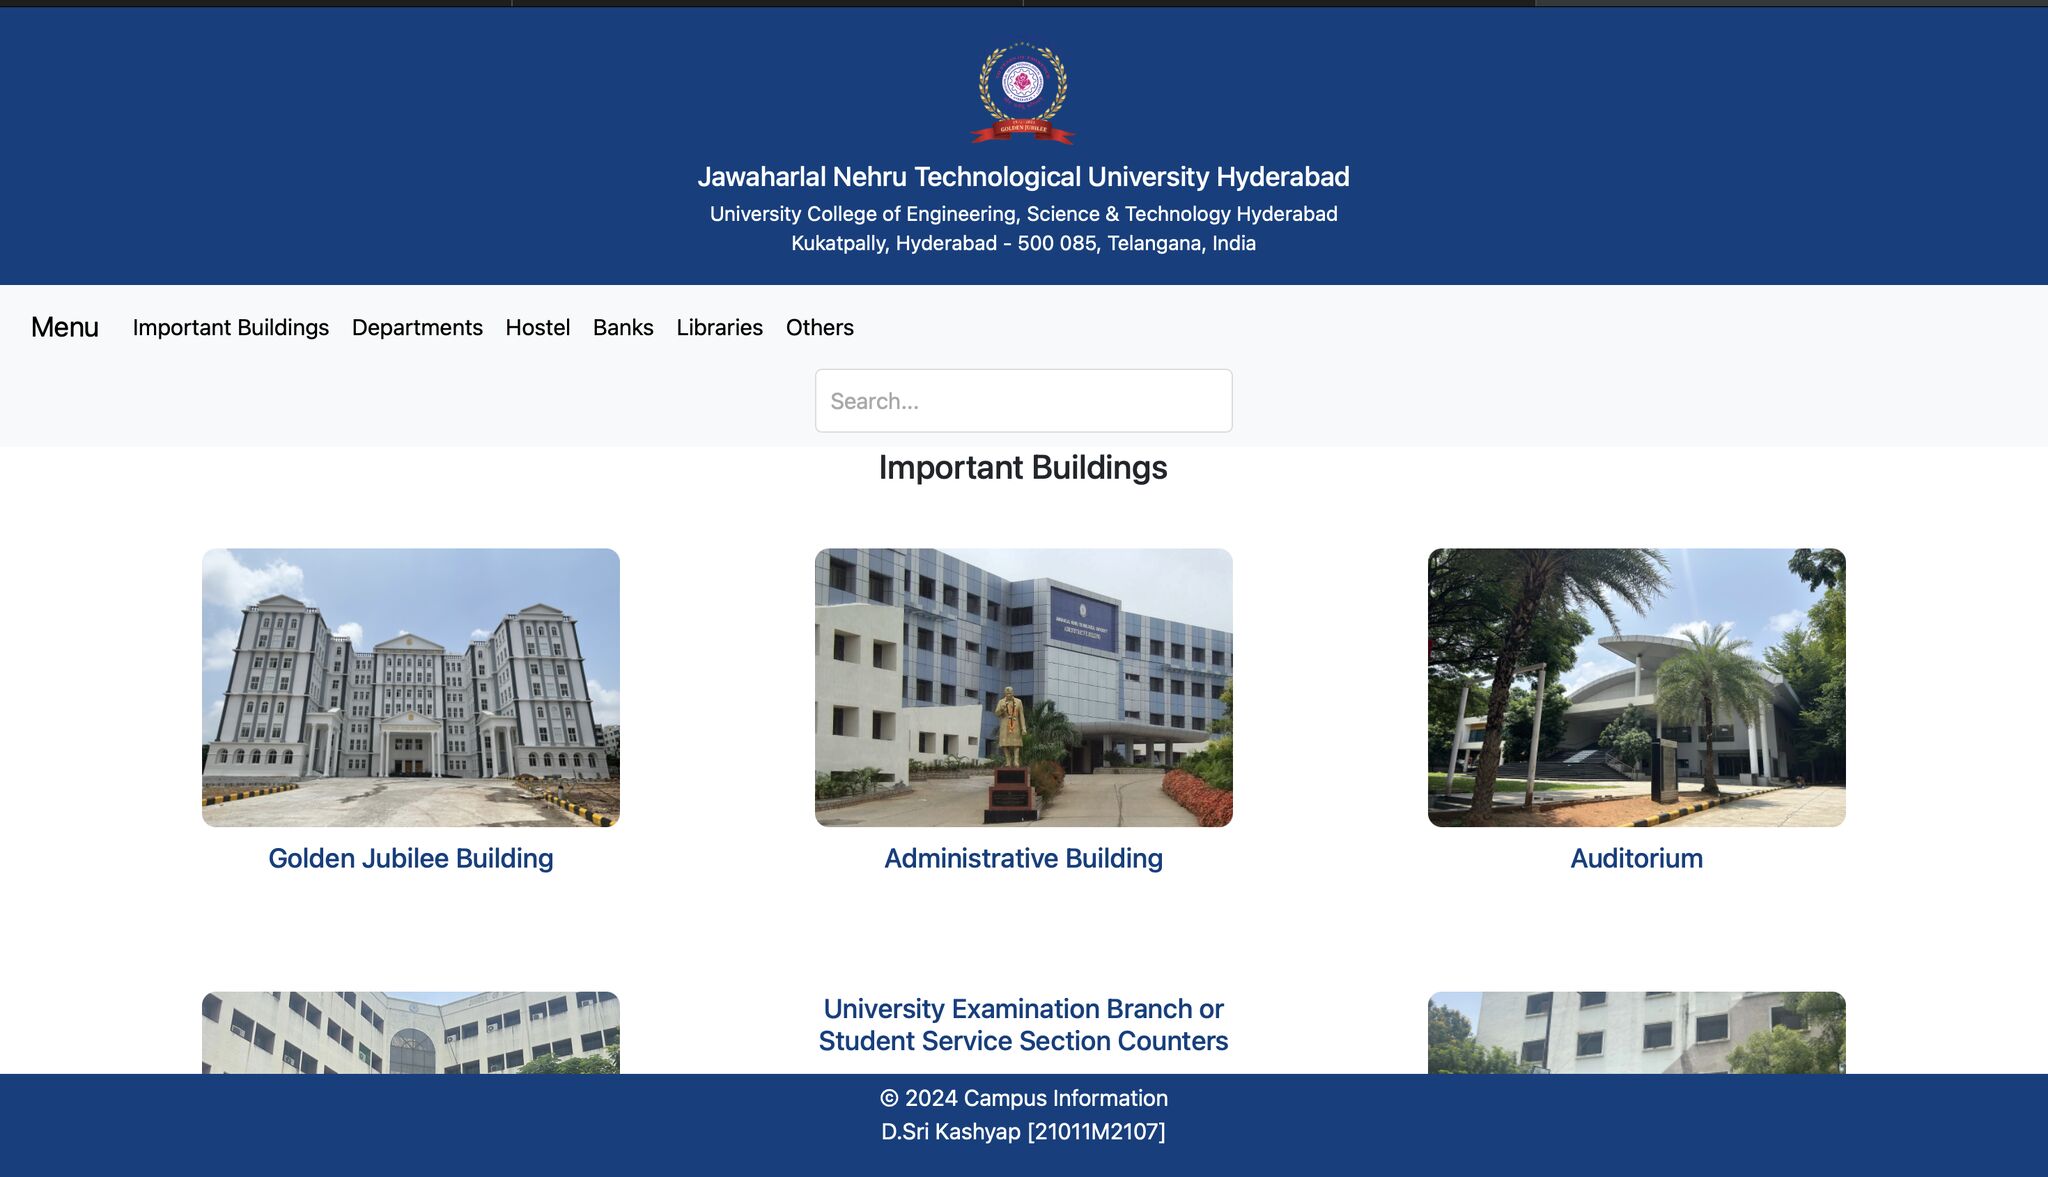 GOLDEN JUBILEE
Jawaharlal Nehru Technological University Hyderabad
University College of Engineering, Science & Technology Hyderabad
Kukatpally, Hyderabad - 500 085, Telangana, India
Menu Important Buildings Departments Hostel Banks Libraries Others
Search...
Important Buildings
Golden Jubilee Building Administrative Building Auditorium
University Examination Branch or
Student Service Section Counters
© 2024 Campus Information
D.Sri Kashyap [21011M2107]